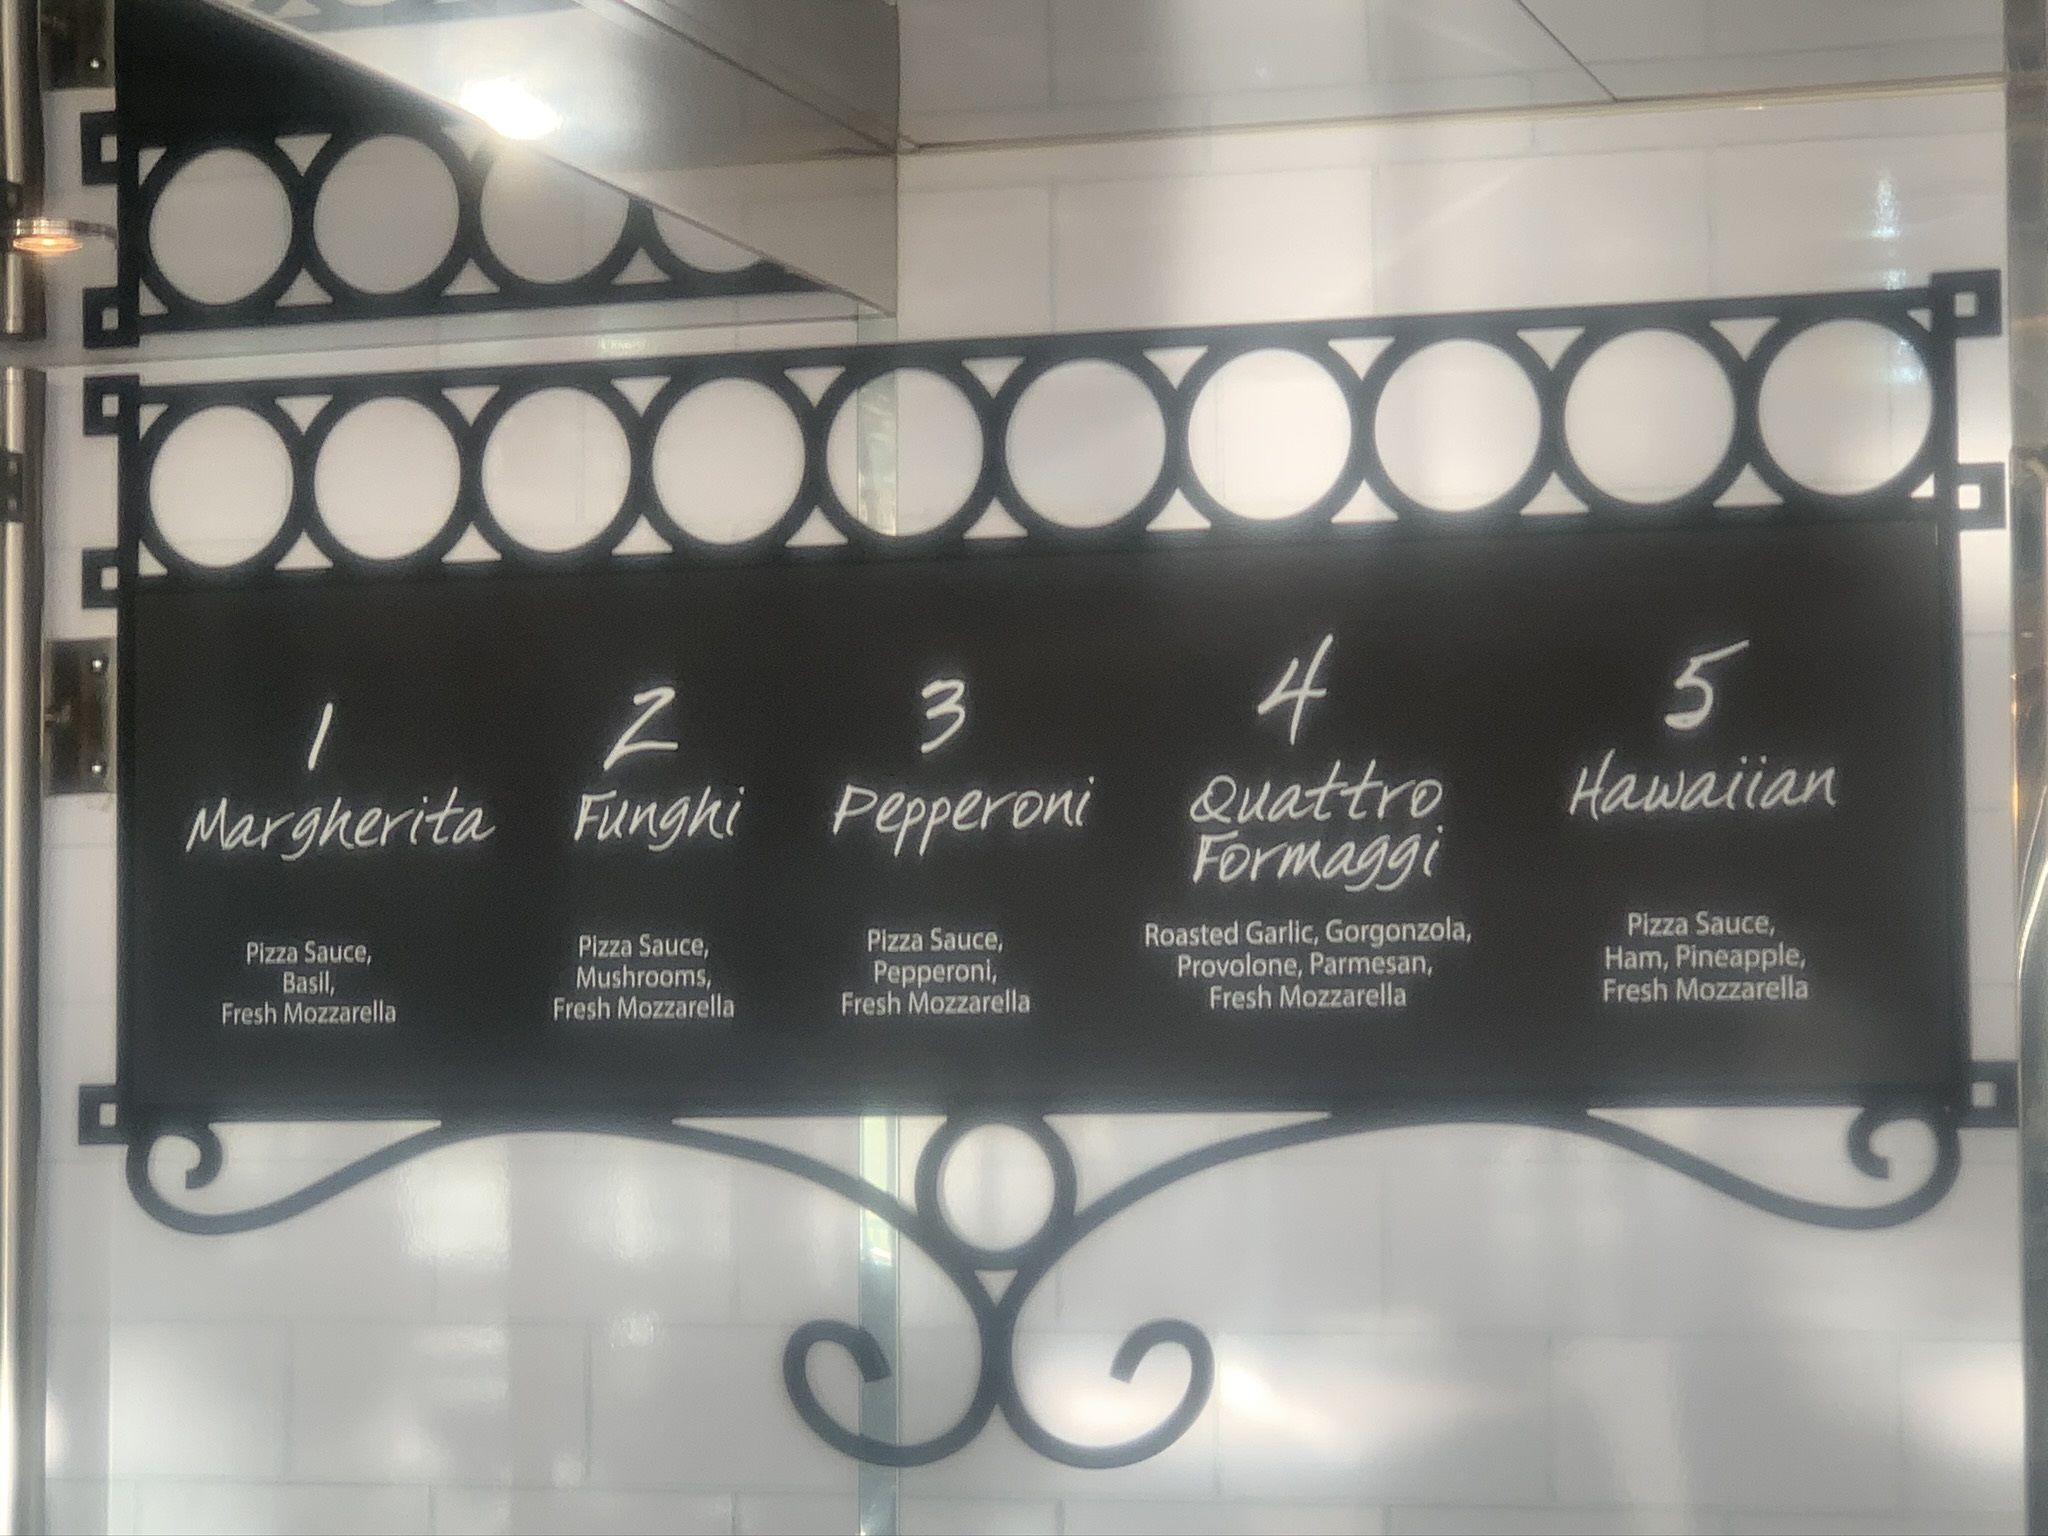 1
Margherita
Pizza Sauce,
Basil,
Fresh Mozzarella
2
Funghi
Pizza Sauce,
Mushrooms,
Fresh Mozzarella
3
Pepperoni
Pizza Sauce,
Pepperoni,
Fresh Mozzarella
4
Quattro
Formaggi
Roasted Garlic, Gorgonzola,
Provolone, Parmesan,
Fresh Mozzarella
5
Hawaiian
Pizza Sauce,
Ham, Pineapple,
Fresh Mozzarella